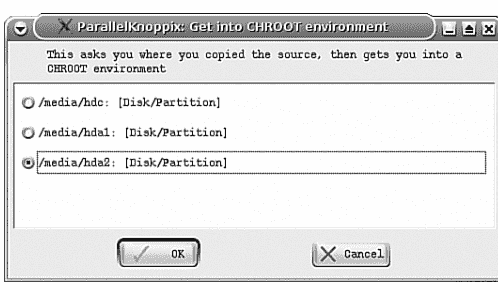 ParallelKnoppix: Get into CHROOT environment
This asks you where you copied the source, then gets you into a
CHROOT environment
/media/hdc: [Disk/Partition]
/media/hda1: [Disk/Partition]
/media/hda2: [Disk/Partition]
OK
Cancel